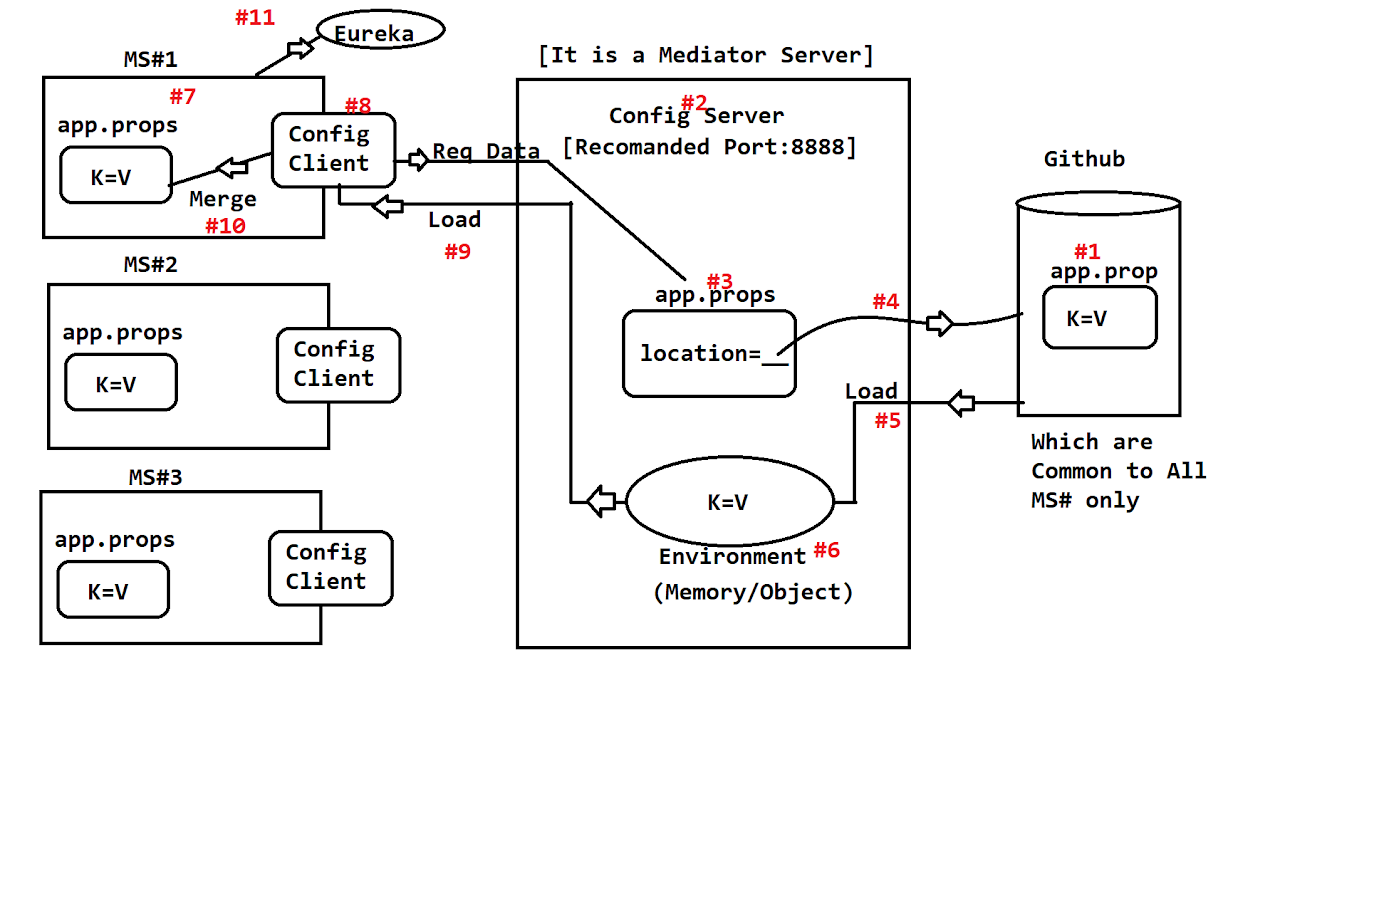 #11
Eureka
MS#1
#7
app.props
K=V
#8
Config
Client
Merge
#10
Req Data
Load
#9
MS#2
app.props
K=V
Config
Client
MS#3
app.props
K=V
Config
Client
[It is a Mediator Server]
#2
Config Server
[Recomanded Port:8888]
#3
app.props
location=__
#4
Load
#5
K=V
Environment #6
(Memory/Object)
Github
#1
app.prop
K=V
Which are
Common to All
MS# only